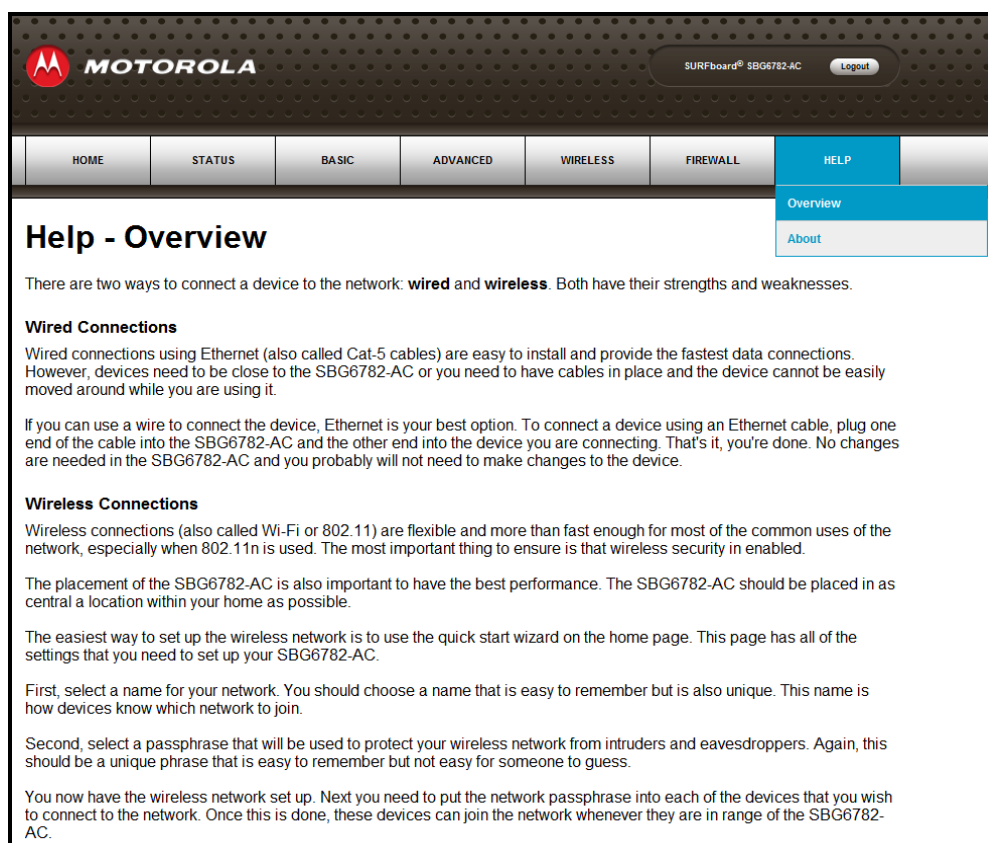 MOTOROLA
SURFboard® SBG6782-AC Logout
HOME STATUS BASIC ADVANCED WIRELESS FIREWALL HELP
Overview
About
Help - Overview
There are two ways to connect a device to the network: wired and wireless. Both have their strengths and weaknesses.
Wired Connections
Wired connections using Ethernet (also called Cat-5 cables) are easy to install and provide the fastest data connections.
However, devices need to be close to the SBG6782-AC or you need to have cables in place and the device cannot be easily
moved around while you are using it.
If you can use a wire to connect the device, Ethernet is your best option. To connect a device using an Ethernet cable, plug one
end of the cable into the SBG6782-AC and the other end into the device you are connecting. That's it, you're done. No changes
are needed in the SBG6782-AC and you probably will not need to make changes to the device.
Wireless Connections
Wireless connections (also called Wi-Fi or 802.11) are flexible and more than fast enough for most of the common uses of the
network, especially when 802.11n is used. The most important thing to ensure is that wireless security in enabled.
The placement of the SBG6782-AC is also important to have the best performance. The SBG6782-AC should be placed in as
central a location within your home as possible.
The easiest way to set up the wireless network is to use the quick start wizard on the home page. This page has all of the
settings that you need to set up your SBG6782-AC.
First, select a name for your network. You should choose a name that is easy to remember but is also unique. This name is
how devices know which network to join.
Second, select a passphrase that will be used to protect your wireless network from intruders and eavesdroppers. Again, this
should be a unique phrase that is easy to remember but not easy for someone to guess.
You now have the wireless network set up. Next you need to put the network passphrase into each of the devices that you wish
to connect to the network. Once this is done, these devices can join the network whenever they are in range of the SBG6782-
AC.